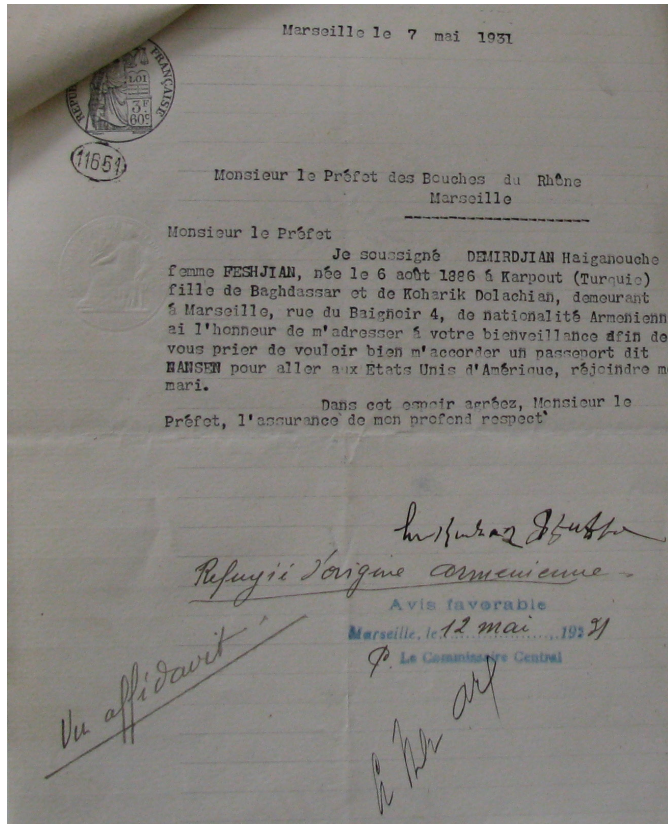 Marseille le 7 mai 1931
REPU FRANÇAISE
LOI
3F
60c
11651
Monsieur le Préfet des Bouches du Rhône
Marseille
Monsieur le Préfet
Je soussigné DEMIRDJIAN Haiganouche
femme FESHJIAN, née le 6 août 1886 á Karpout (Turquie)
fille de Baghdassar et de Koharik Dolachian, demeurant
á Marseille, rue du Baignoir 4, de nationalité Armenienn
ai l'honneur de m'adresser á votre bienveillance afin de
vous prier de vouloir bien m'accorder un passeport dit
NANSEN pour aller aux Etats Unis d'Amérique, réjoindre m
mari.
Dans cet espoir agréez, Monsieur le
Préfet, l'assurance de mon profond respect
Refugié d'origine armenienne
Avis favorable
Marseille, le 12 mai 1931
P. Le Commissaire Central
Vu affidavit